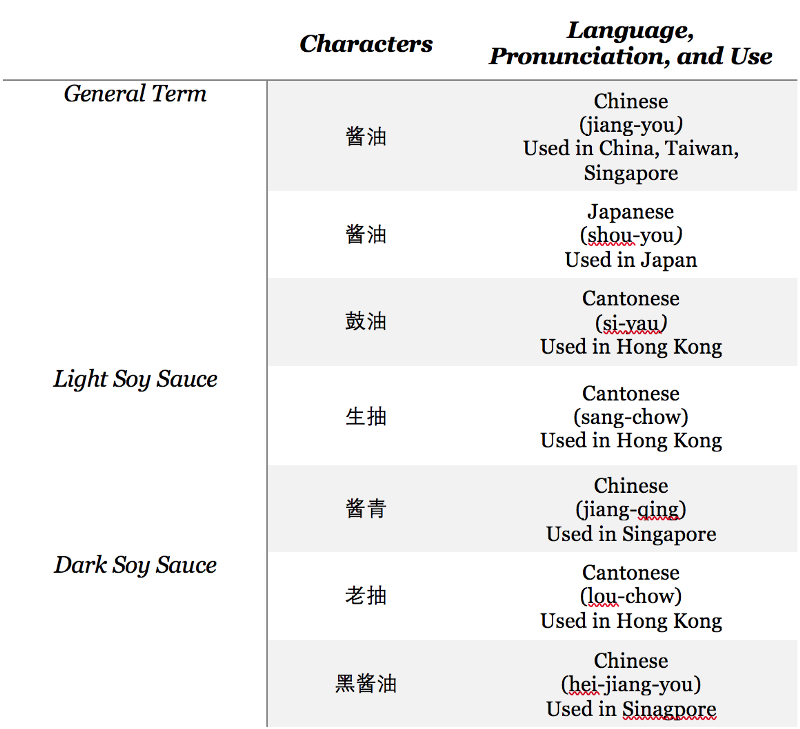 Characters
Language,
Pronunciation, and Use
General Term
酱油
Chinese
(jiang-you)
Used in China, Taiwan,
Singapore
酱油
Japanese
(shou-you)
Used in Japan
鼓油
Cantonese
(si-yau)
Used in Hong Kong
Light Soy Sauce
生抽
Cantonese
(sang-chow)
Used in Hong Kong
酱青
Chinese
(jiang-qing)
Used in Singapore
Dark Soy Sauce
老抽
Cantonese
(lou-chow)
Used in Hong Kong
黑酱油
Chinese
(hei-jiang-you)
Used in Sinagpore